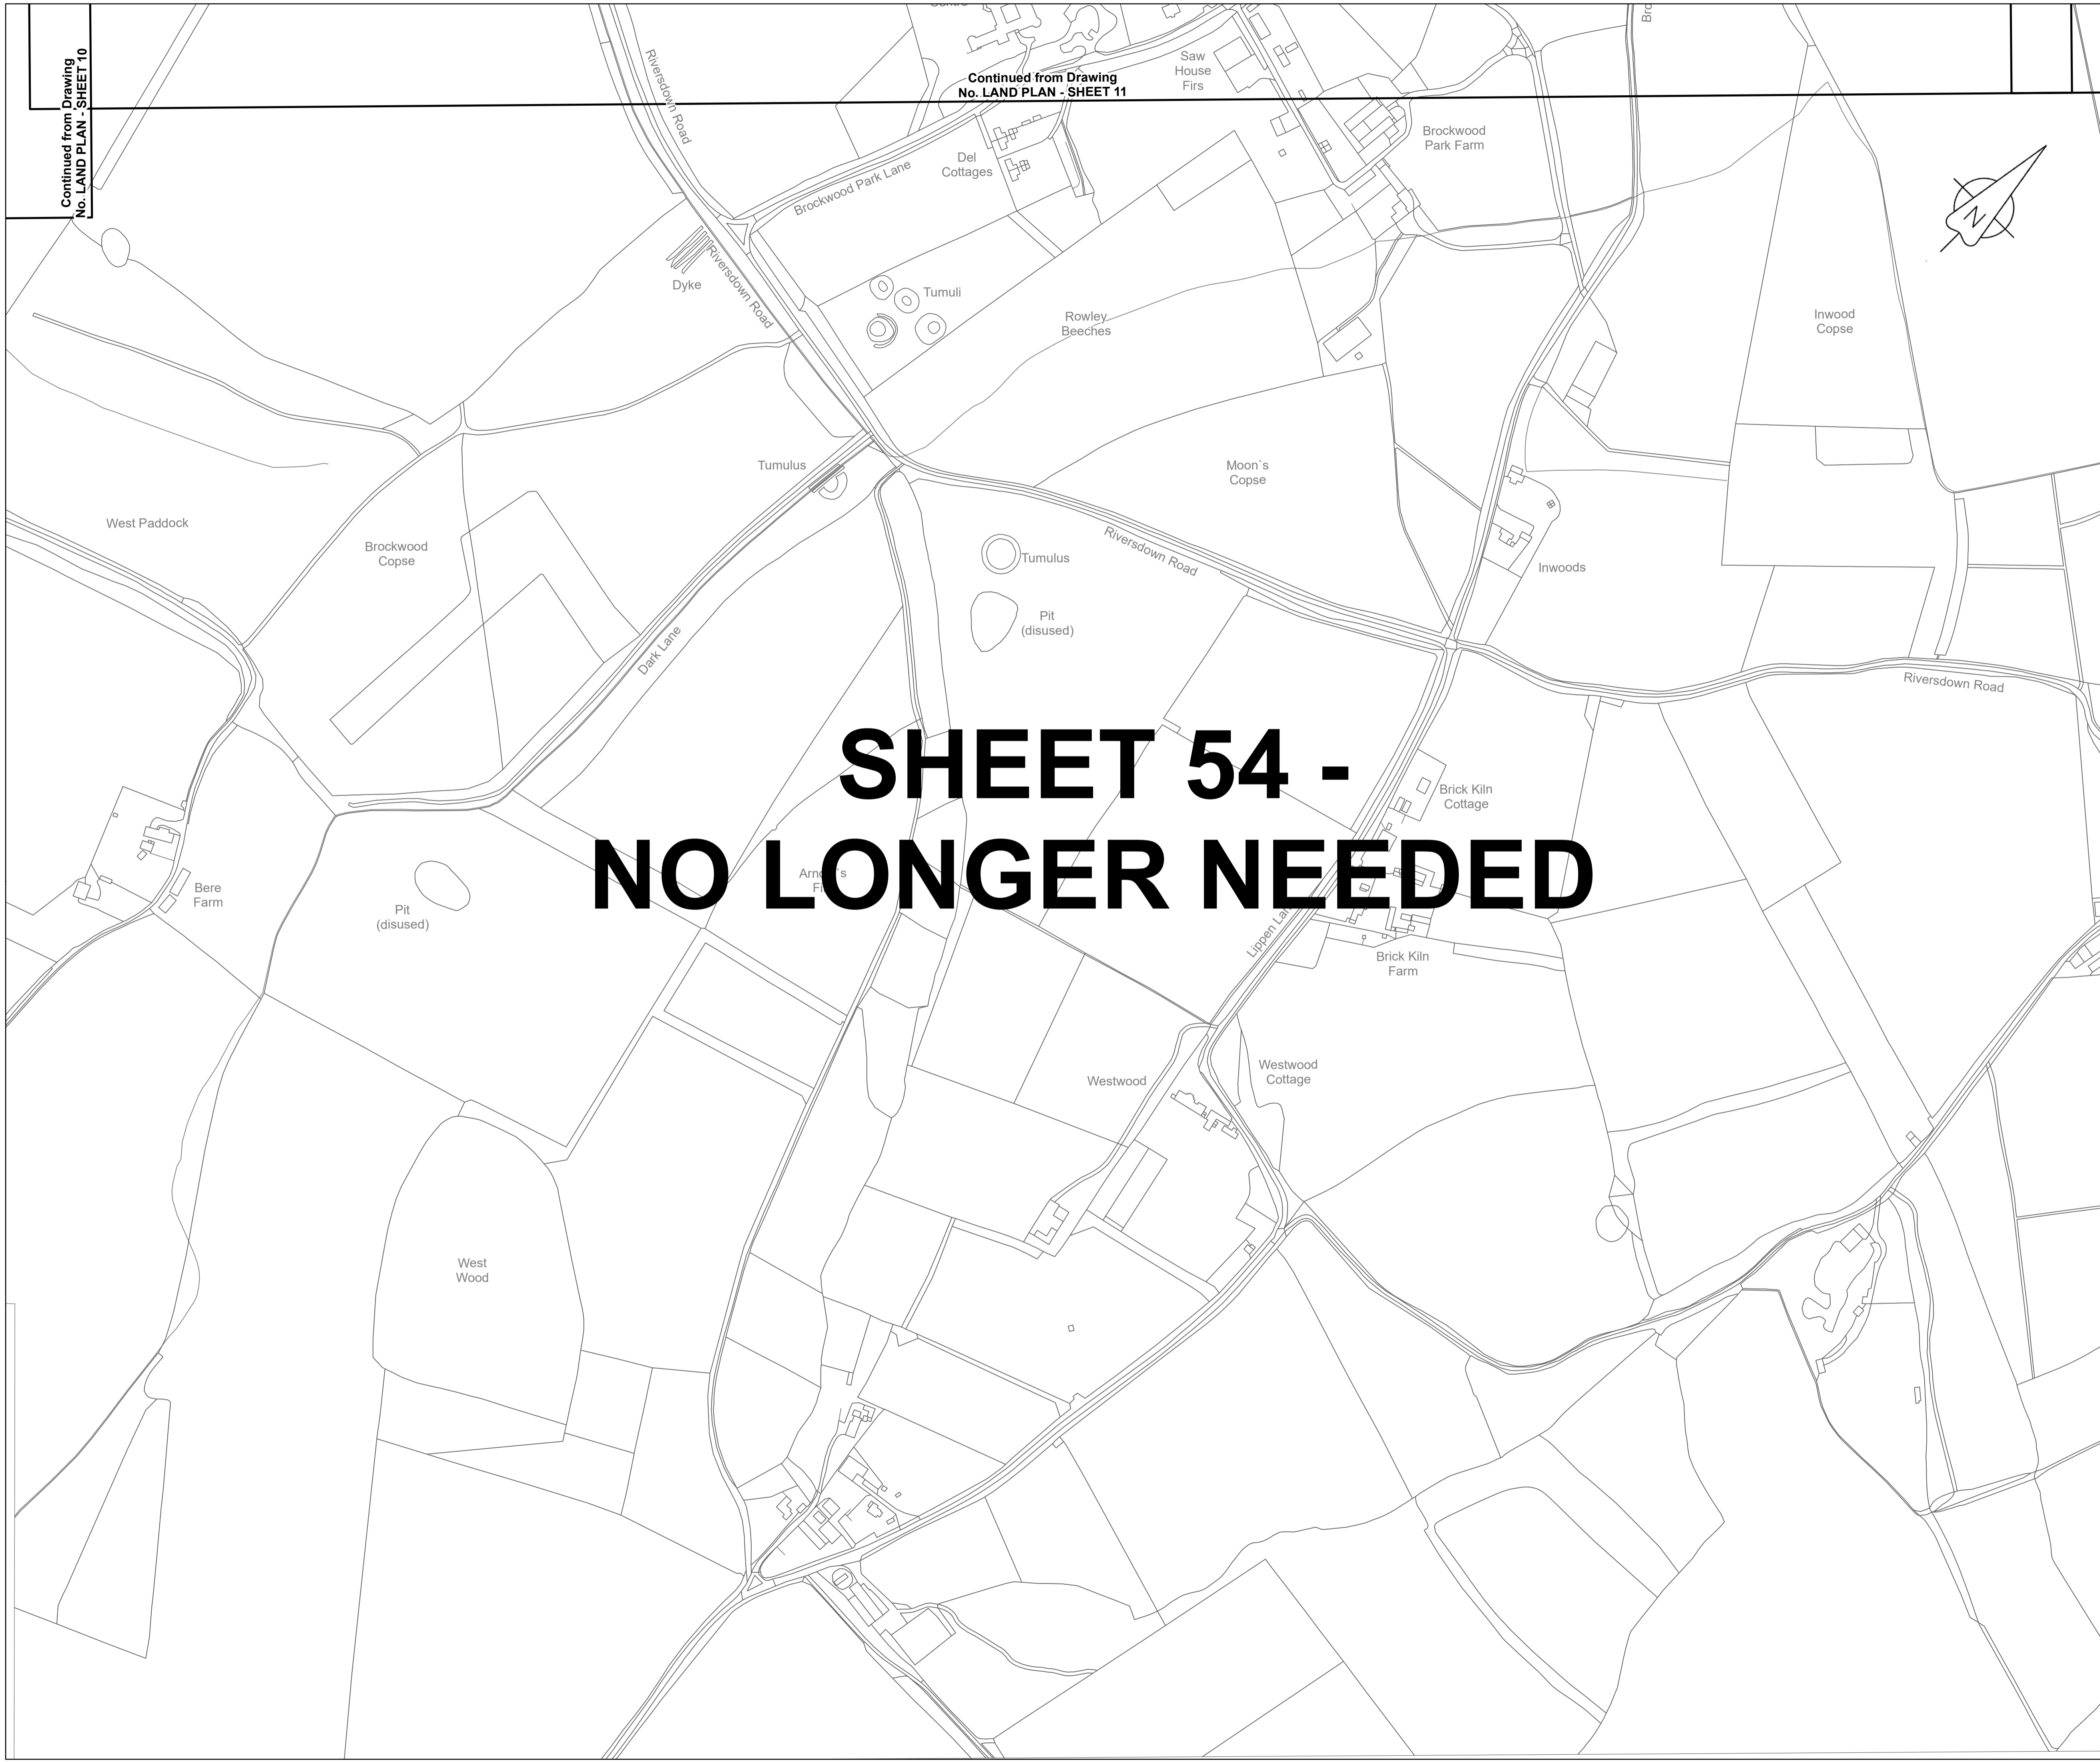 Centre
Continued from Drawing
No. LAND PLAN - SHEET 10
Riversdown Road
Continued from Drawing
No. LAND PLAN - SHEET 11
Saw
House
Firs
Brockwood
Park Farm
Del
Cottages
Brockwood Park Lane
N
Dyke
Riversdown Road
Tumuli
Rowley
Beeches
Inwood
Copse
Tumulus
Moon`s
Copse
West Paddock
Brockwood
Copse
Tumulus
Riversdown Road
Inwoods
Pit
(disused)
Dark Lane
Riversdown Road
SHEET 54 -
NO LONGER NEEDED
Brick Kiln
Cottage
Bere
Farm
Pit
(disused)
Lippen Lane
Brick Kiln
Farm
Westwood
Westwood
Cottage
West
Wood